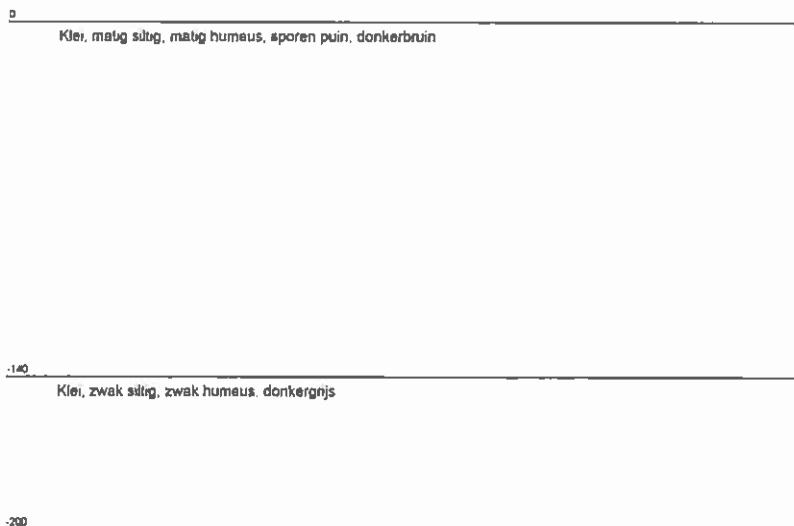 0
Klei, matig siltig, matig humeus, sporen puin, donkerbruin
-140
Klei, zwak siltig, zwak humeus, donkergrijs
-200